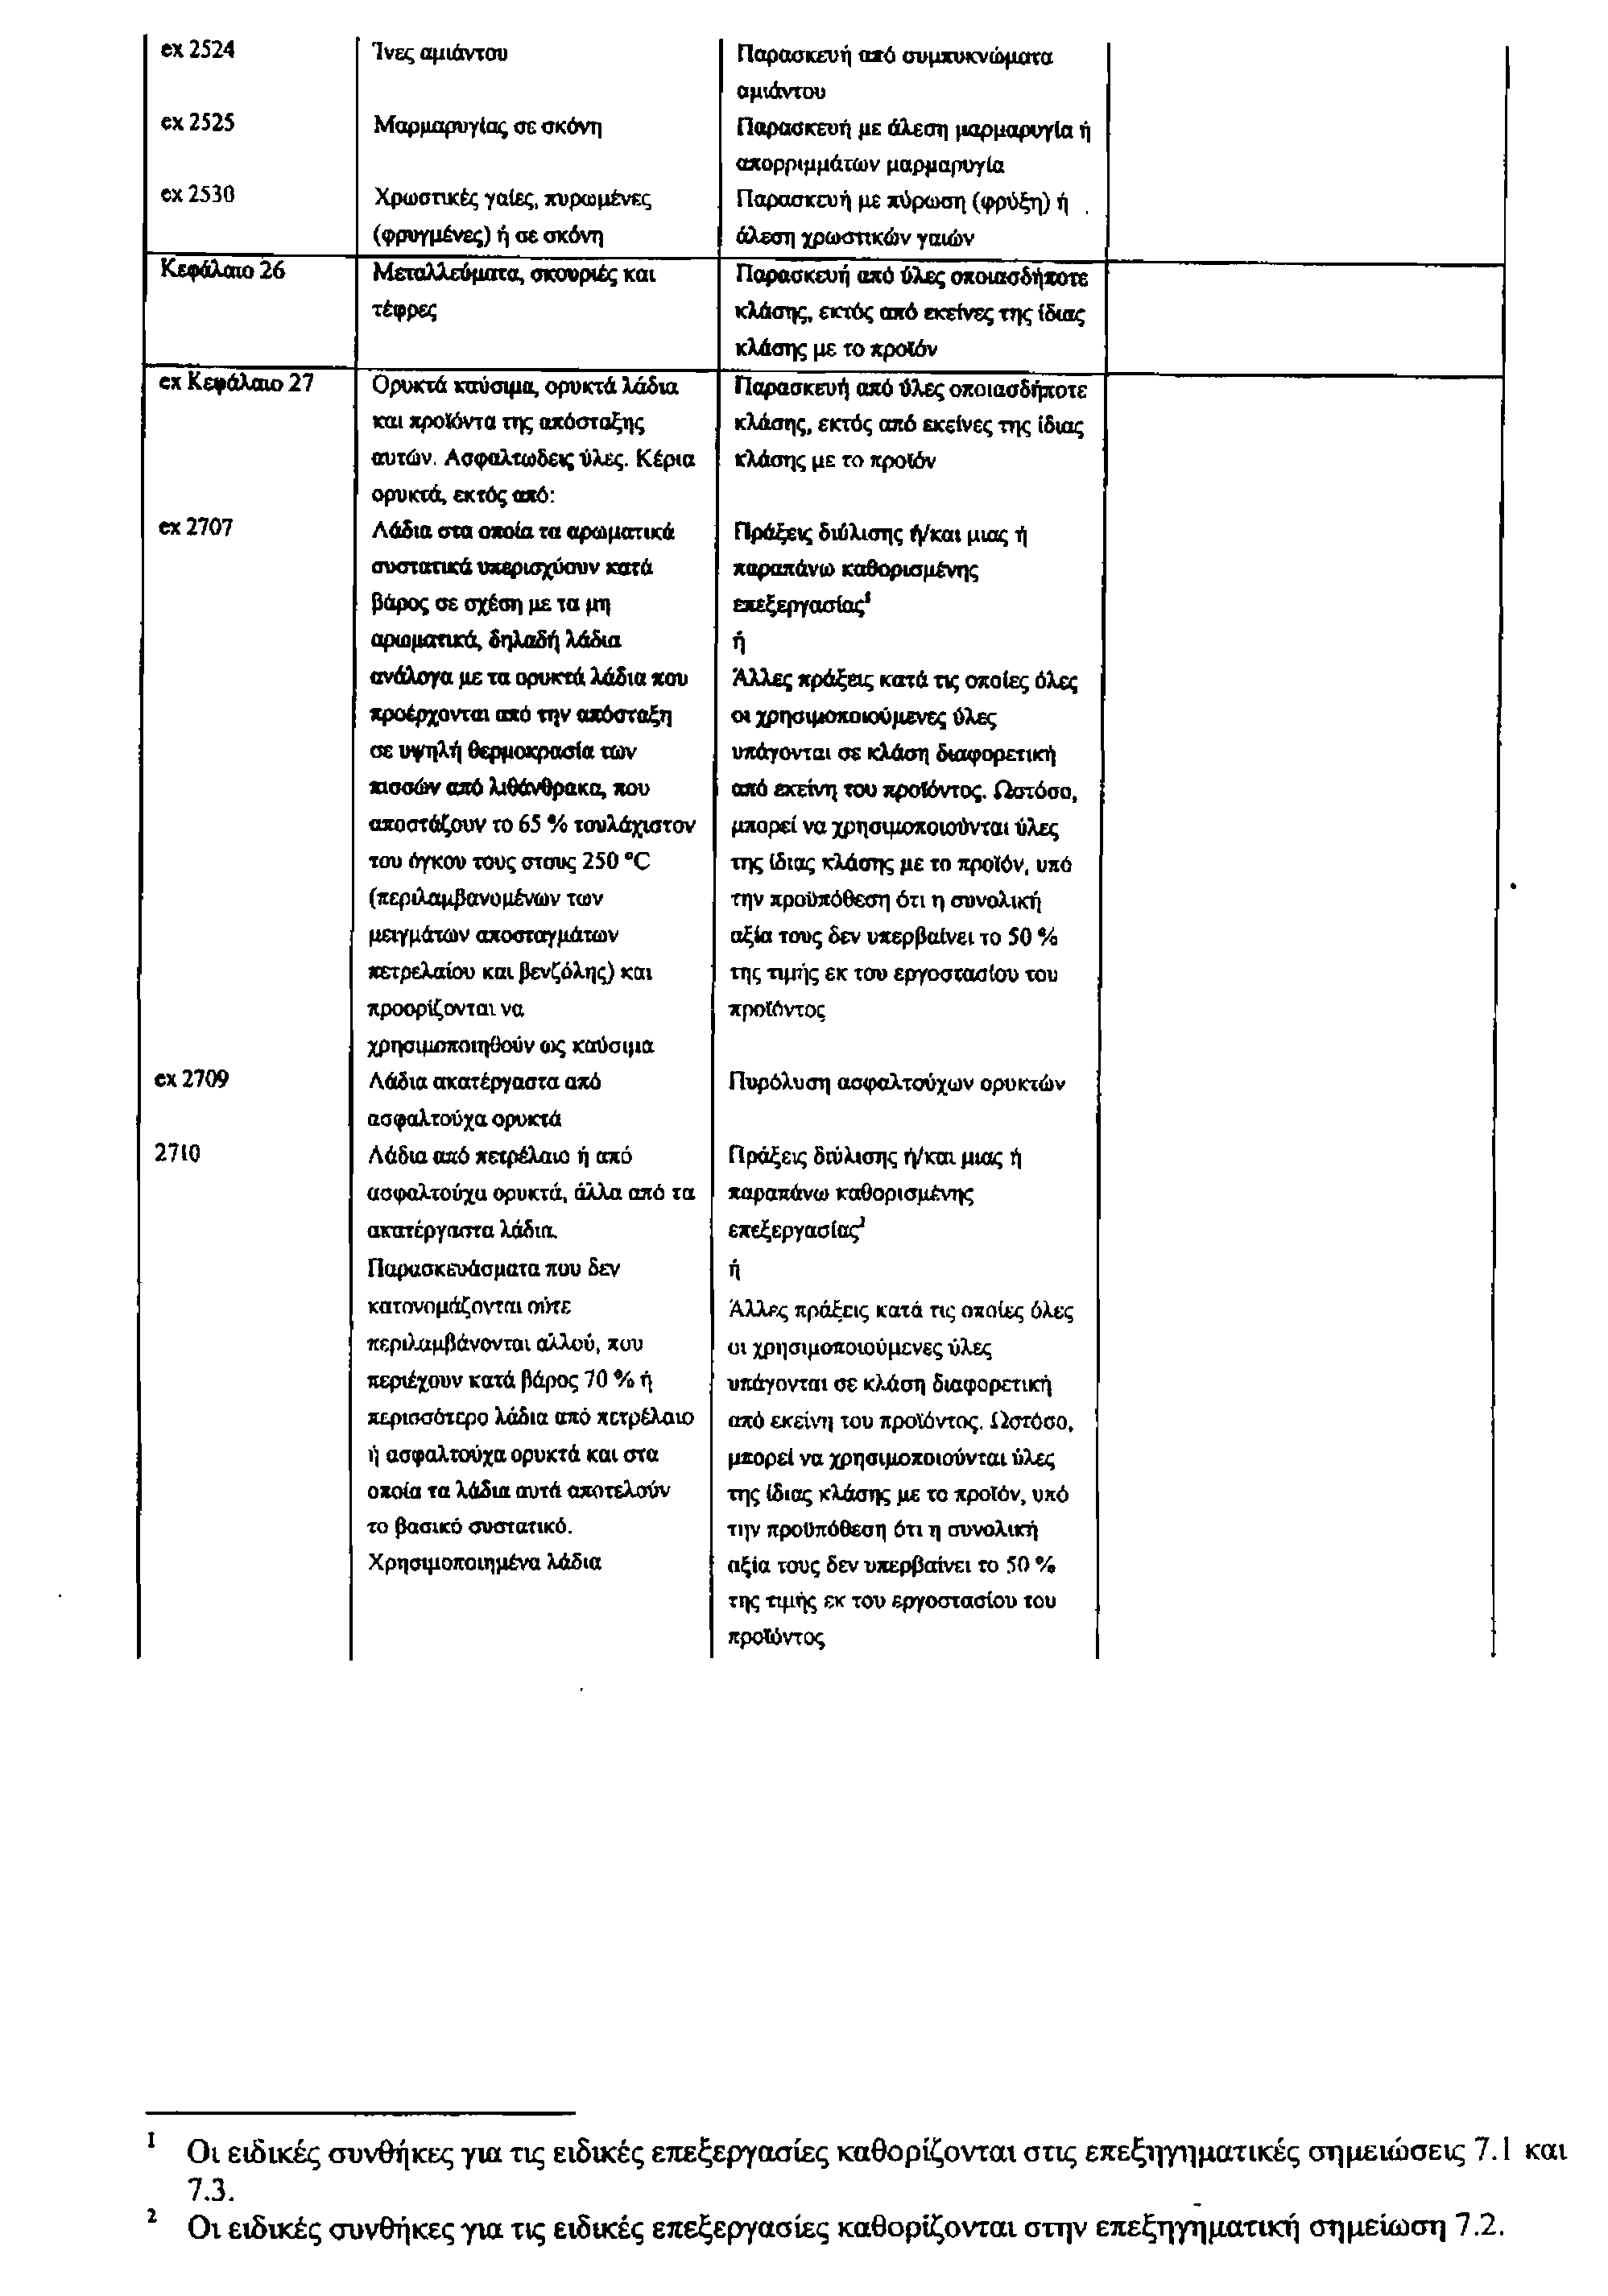 ex 2524
Ίνες αμιάντου
Παρασκευή από συμπυκνώματα
αμιάντου
ex 2525
Μαρμαρυγίας σε σκόνη
Παρασκευή με άλεση μαρμαρυγία ή
απορριμμάτων μαρμαρυγία
ex 2530
Χρωστικές γαίες, πυρωμένες
(φρυγμένες) ή σε σκόνη
Παρασκευή με πύρωση (φρύξη) ή
άλεση χρωστικών γαιών
Κεφάλαιο 26
Μεταλλεύματα, σκουριές και
τέφρες
Παρασκευή από ύλες οποιασδήποτε
κλάσης, εκτός από εκείνες της ίδιας
κλάσης με το προϊόν
ex Κεφάλαιο 27
Ορυκτά καύσιμα, ορυκτά λάδια
και προϊόντα της απόσταξης
αυτών. Ασφαλτώδεις ύλες. Κέρια
ορυκτά, εκτός από:
Παρασκευή από ύλες οποιασδήποτε
κλάσης, εκτός από εκείνες της ίδιας
κλάσης με το προϊόν
ex 2707
Λάδια στα οποία τα αρωματικά
συστατικά υπερισχύουν κατά
βάρος σε σχέση με τα μη
αρωματικά, δηλαδή λάδια
ανάλογα με τα ορυκτά λάδια που
προέρχονται από την απόσταξη
σε υψηλή θερμοκρασία των
πισσών από λιθάνθρακα, που
αποστάζουν το 65 % τουλάχιστον
του όγκου τους στους 250 °C
(περιλαμβανομένων των
μειγμάτων αποσταγμάτων
πετρελαίου και βενζόλης) και
προορίζονται να
χρησιμοποιηθούν ως καύσιμα
Πράξεις διύλισης ή/και μιας ή
παραπάνω καθορισμένης
επεξεργασίας¹
ή
Άλλες πράξεις κατά τις οποίες όλες
οι χρησιμοποιούμενες ύλες
υπάγονται σε κλάση διαφορετική
από εκείνη του προϊόντος. Ωστόσο,
μπορεί να χρησιμοποιούνται ύλες
της ίδιας κλάσης με το προϊόν, υπό
την προϋπόθεση ότι η συνολική
αξία τους δεν υπερβαίνει το 50 %
της τιμής εκ του εργοστασίου του
προϊόντος
ex 2709
Λάδια ακατέργαστα από
ασφαλτούχα ορυκτά
Πυρόλυση ασφαλτούχων ορυκτών
2710
Λάδια από πετρέλαιο ή από
ασφαλτούχα ορυκτά, άλλα από τα
ακατέργαστα λάδια.
Παρασκευάσματα που δεν
κατονομάζονται ούτε
περιλαμβάνονται αλλού, που
περιέχουν κατά βάρος 70 % ή
περισσότερο λάδια από πετρέλαιο
ή ασφαλτούχα ορυκτά και στα
οποία τα λάδια αυτά αποτελούν
το βασικό συστατικό.
Χρησιμοποιημένα λάδια
Πράξεις διύλισης ή/και μιας ή
παραπάνω καθορισμένης
επεξεργασίας²
ή
Άλλες πράξεις κατά τις οποίες όλες
οι χρησιμοποιούμενες ύλες
υπάγονται σε κλάση διαφορετική
από εκείνη του προϊόντος. Ωστόσο,
μπορεί να χρησιμοποιούνται ύλες
της ίδιας κλάσης με το προϊόν, υπό
την προϋπόθεση ότι η συνολική
αξία τους δεν υπερβαίνει το 50 %
της τιμής εκ του εργοστασίου του
προϊόντος
¹ Οι ειδικές συνθήκες για τις ειδικές επεξεργασίες καθορίζονται στις επεξηγηματικές σημειώσεις 7.1 και
7.3.
² Οι ειδικές συνθήκες για τις ειδικές επεξεργασίες καθορίζονται στην επεξηγηματική σημείωση 7.2.